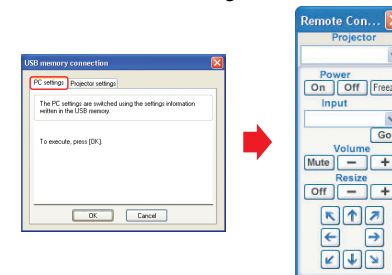 USB memory connection
PC settings
Projector settings
The PC settings are switched using the settings information
written in the USB memory.
To execute, press [OK].
OK
Cancel
Remote Con...
Projector
Power
On
Off
Freez
Input
Go
Volume
Mute
Resize
Off